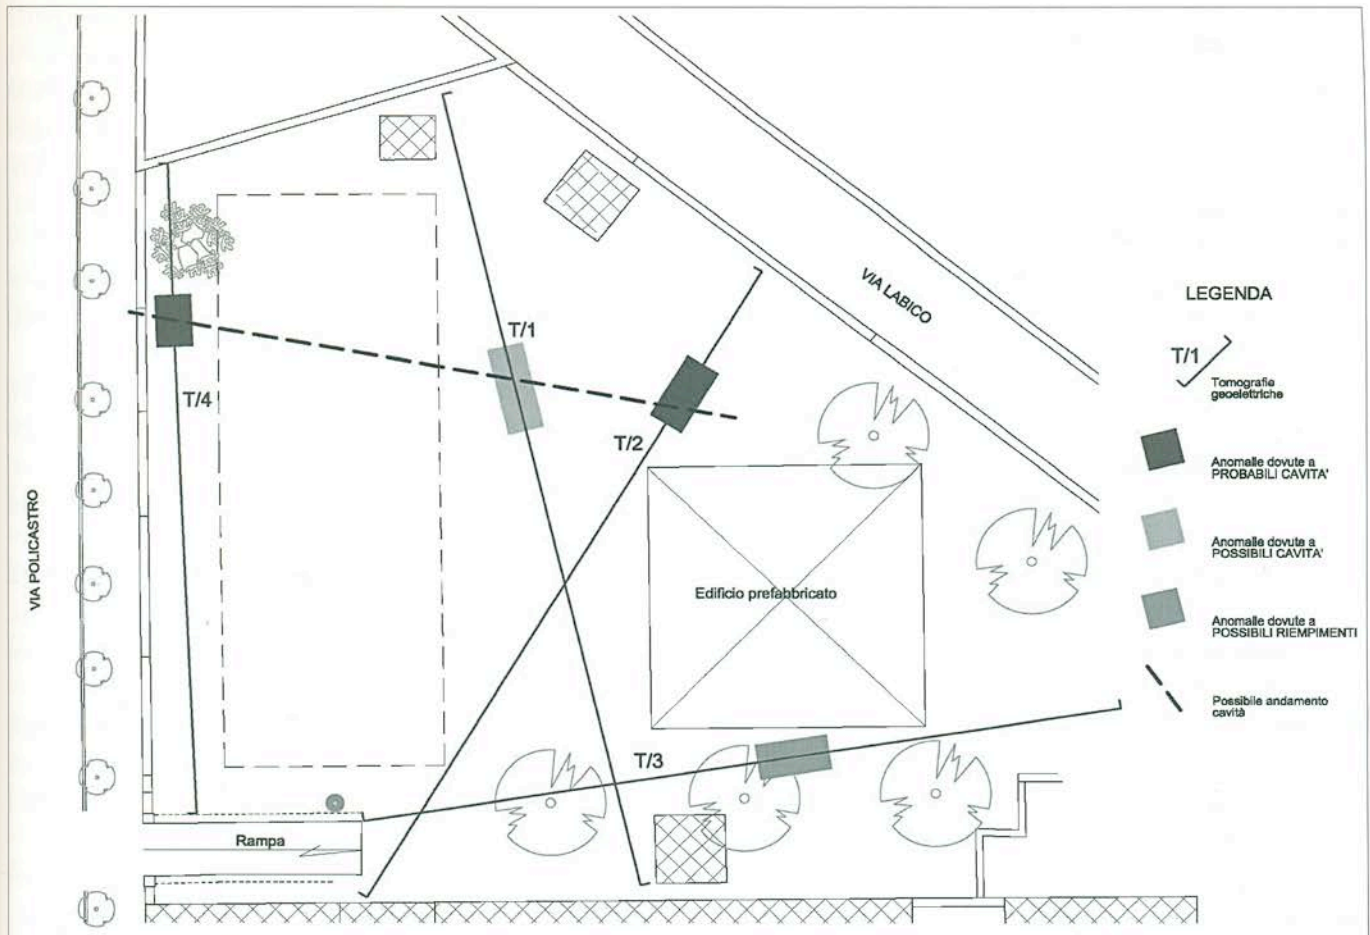 VIA LABICO
LEGENDA
T/1
Tomografie
geoelettriche
Anomalie dovute a
PROBABILI CAVITA'
Anomalie dovute a
POSSIBILI CAVITA'
Anomalie dovute a
POSSIBILI RIEMPIMENTI
Possibile andamento
cavità
T/1
T/4
T/2
VIA POLICASTRO
Edificio prefabbricato
T/3
Rampa